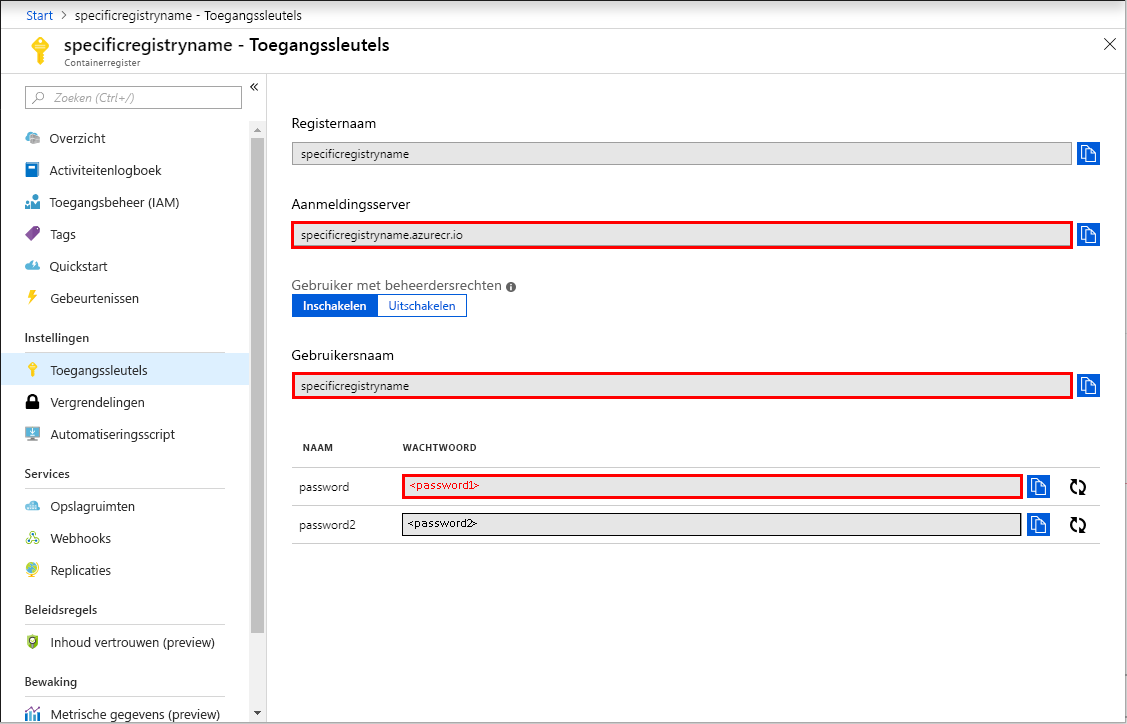 Start > specificregistryname - Toegangssleutels
specificregistryname - Toegangssleutels
Containerregister
Zoeken (Ctrl+/)
Overzicht
Activiteitenlogboek
Toegangsbeheer (IAM)
Tags
Quickstart
Gebeurtenissen
Instellingen
Toegangssleutels
Vergrendelingen
Automatiseringsscript
Services
Opslagruimten
Webhooks
Replicaties
Beleidsregels
Inhoud vertrouwen (preview)
Bewaking
Metrische gegevens (preview)
Registernaam
specificregistryname
Aanmeldingsserver
specificregistryname.azurecr.io
Gebruiker met beheerdersrechten
Inschakelen Uitschakelen
Gebruikersnaam
specificregistryname
NAAM WACHTWOORD
password <password1>
password2 <password2>